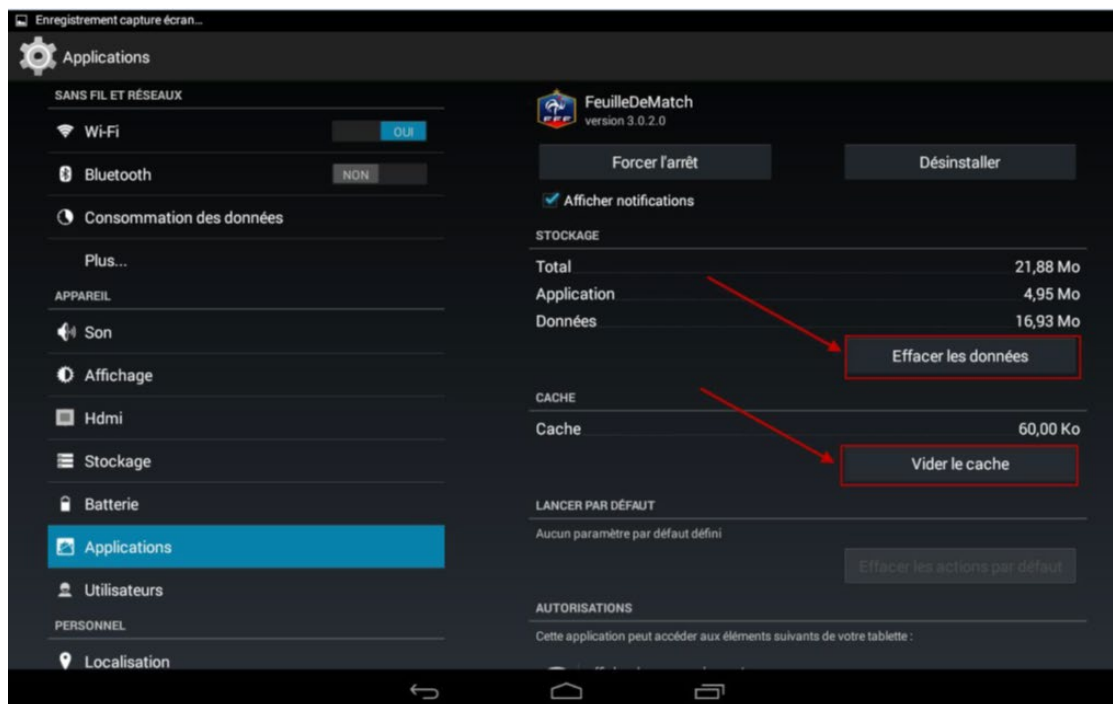 Enregistrement capture écran...
Applications
SANS FIL ET RÉSEAUX
Wi-Fi
OUI
Bluetooth
NON
Consommation des données
Plus...
APPAREIL
Son
Affichage
Hdmi
Stockage
Batterie
Applications
Utilisateurs
PERSONNEL
Localisation
FeuilleDeMatch
version 3.0.2.0
Forcer l'arrêt
Désinstaller
Afficher notifications
STOCKAGE
Total 21,88 Mo
Application 4,95 Mo
Données 16,93 Mo
Effacer les données
CACHE
Cache 60,00 Ko
Vider le cache
LANCER PAR DÉFAUT
Aucun paramètre par défaut défini
Effacer les actions par défaut
AUTORISATIONS
Cette application peut accéder aux éléments suivants de votre tablette :